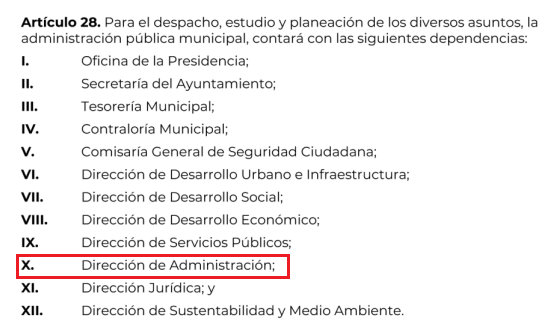 Artículo 28. Para el despacho, estudio y planeación de los diversos asuntos, la
administración pública municipal, contará con las siguientes dependencias:
I. Oficina de la Presidencia;
II. Secretaría del Ayuntamiento;
III. Tesorería Municipal;
IV. Contraloría Municipal;
V. Comisaría General de Seguridad Ciudadana;
VI. Dirección de Desarrollo Urbano e Infraestructura;
VII. Dirección de Desarrollo Social;
VIII. Dirección de Desarrollo Económico;
IX. Dirección de Servicios Públicos;
X. Dirección de Administración;
XI. Dirección Jurídica; y
XII. Dirección de Sustentabilidad y Medio Ambiente.